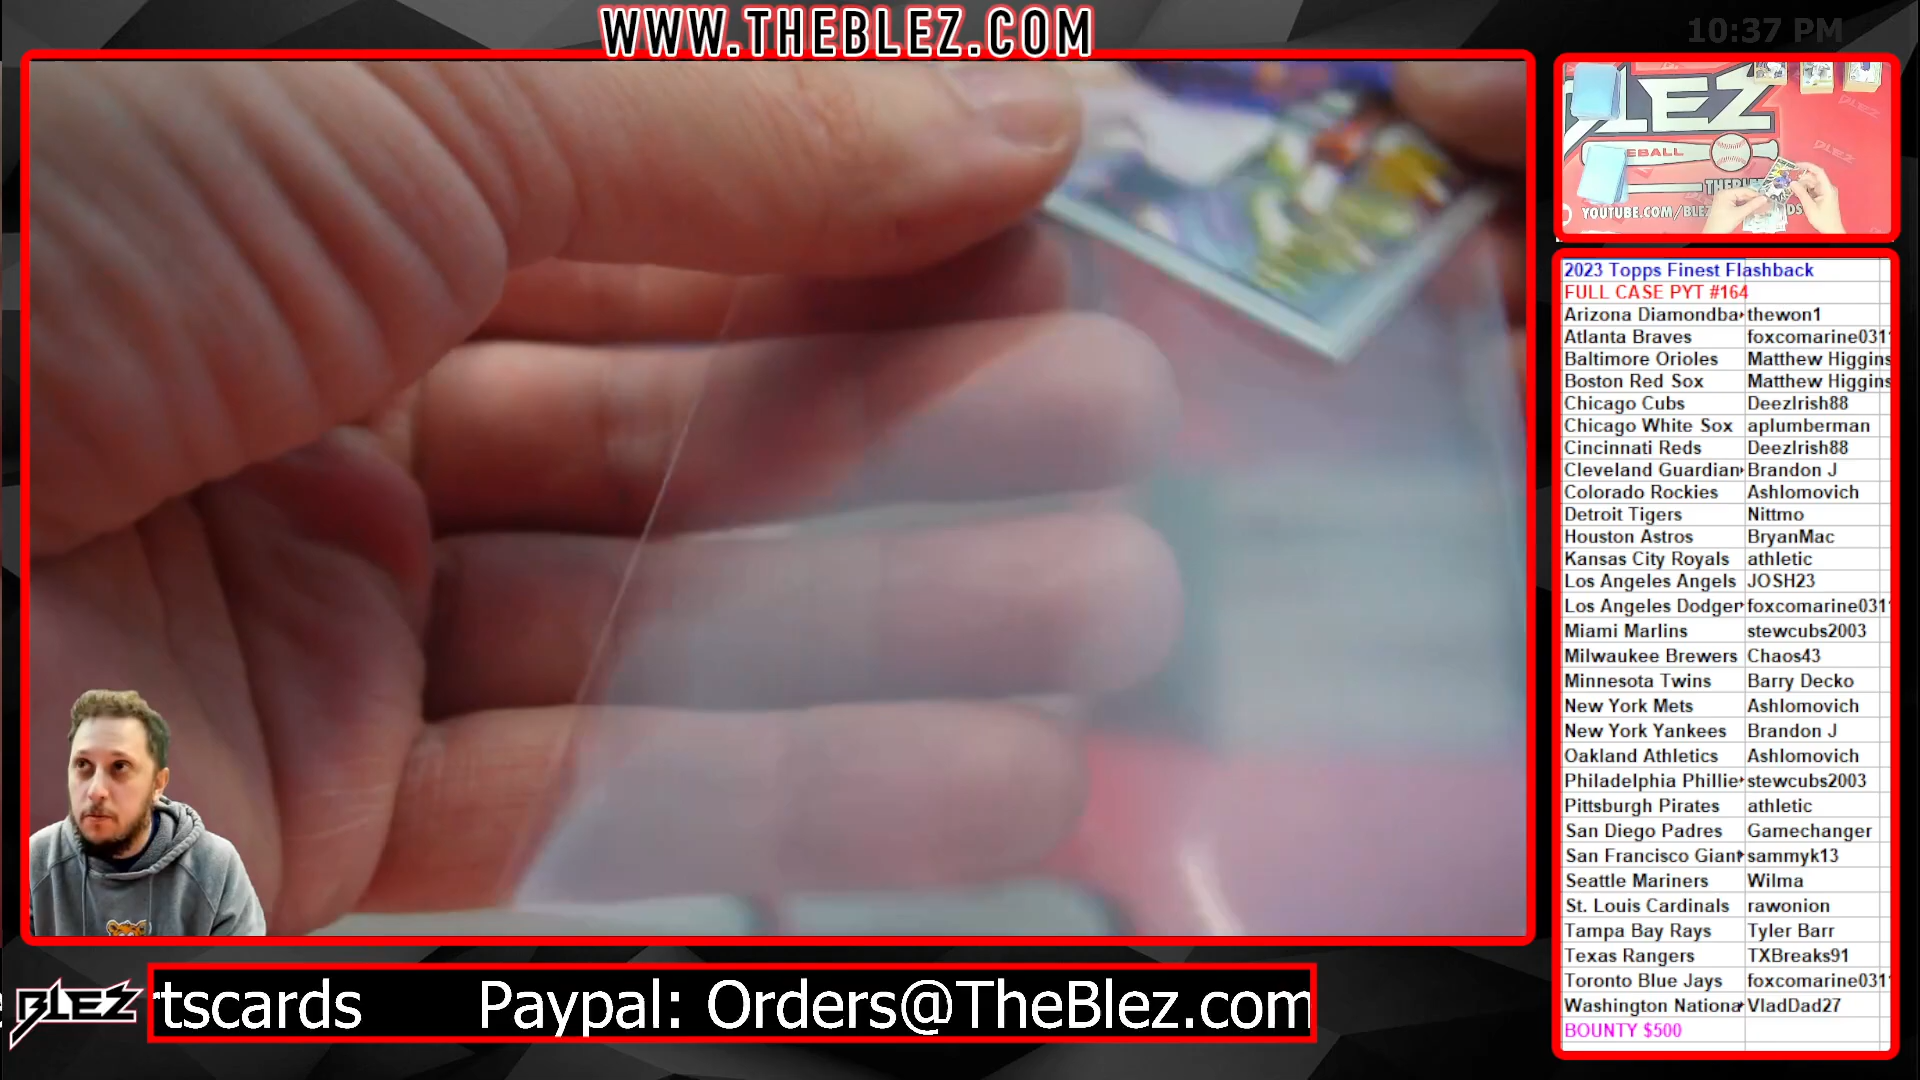 WWW.THEBLEZ.COM
10:37 PM
BLEZ
THEBLE
YOUTUBE.COM/BLEZ
2023 Topps Finest Flashback
FULL CASE PYT #164
Arizona Diamondba thewon1
Atlanta Braves foxcomarine031
Baltimore Orioles Matthew Higgins
Boston Red Sox Matthew Higgins
Chicago Cubs DeezIrish88
Chicago White Sox aplumberman
Cincinnati Reds DeezIrish88
Cleveland Guardian Brandon J
Colorado Rockies Ashlomovich
Detroit Tigers Nittmo
Houston Astros BryanMac
Kansas City Royals athletic
Los Angeles Angels JOSH23
Los Angeles Dodger foxcomarine031
Miami Marlins stewcubs2003
Milwaukee Brewers Chaos43
Minnesota Twins Barry Decko
New York Mets Ashlomovich
New York Yankees Brandon J
Oakland Athletics Ashlomovich
Philadelphia Phillie stewcubs2003
Pittsburgh Pirates athletic
San Diego Padres Gamechanger
San Francisco Giant sammyk13
Seattle Mariners Wilma
St. Louis Cardinals rawonion
Tampa Bay Rays Tyler Barr
Texas Rangers TXBreaks91
Toronto Blue Jays foxcomarine031
Washington Nationa VladDad27
BOUNTY $500
BLEZ
rtscards Paypal: Orders@TheBlez.com